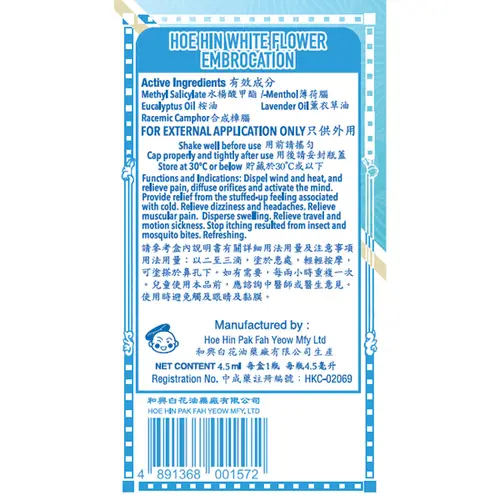 HOE HIN WHITE FLOWER
EMBROCATION
Active Ingredients 有效成分
Methyl Salicylate 水楊酸甲酯 /Menthol 薄荷腦
Eucalyptus Oil 桉油 Lavender Oil 薰衣草油
Racemic Camphor 合成樟腦
FOR EXTERNAL APPLICATION ONLY 只供外用
Shake well before use 用前請搖勻
Cap properly and tightly after use 用後請妥封瓶蓋
Store at 30°C or below 貯藏於30°C或以下
Functions and Indications: Dispel wind and heat, and
relieve pain, diffuse orifices and activate the mind.
Provide relief from the stuffed-up feeling associated
with cold. Relieve dizziness and headaches. Relieve
muscular pain. Disperse swelling. Relieve travel and
motion sickness. Stop itching resulted from insect and
mosquito bites. Refreshing.
請參考盒內說明書有關詳細用法用量及注意事項
用法用量：以二至三滴，塗於患處，輕輕按摩，
可塗搽於鼻孔下。如有需要，每兩小時重複一次
。兒童使用本品前，應諮詢中醫師或醫生意見。
使用時避免觸及眼睛及黏膜。
Manufactured by :
Hoe Hin Pak Fah Yeow Mfy Ltd
和興白花油藥廠有限公司生產
NET CONTENT 4.5ml 每盒1瓶 每瓶4.5毫升
Registration No. 中成藥註冊編號：HKC-02069
和興白花油藥廠有限公司
HOE HIN PAK FAH YEOW MFY, LTD
4 891368 001572